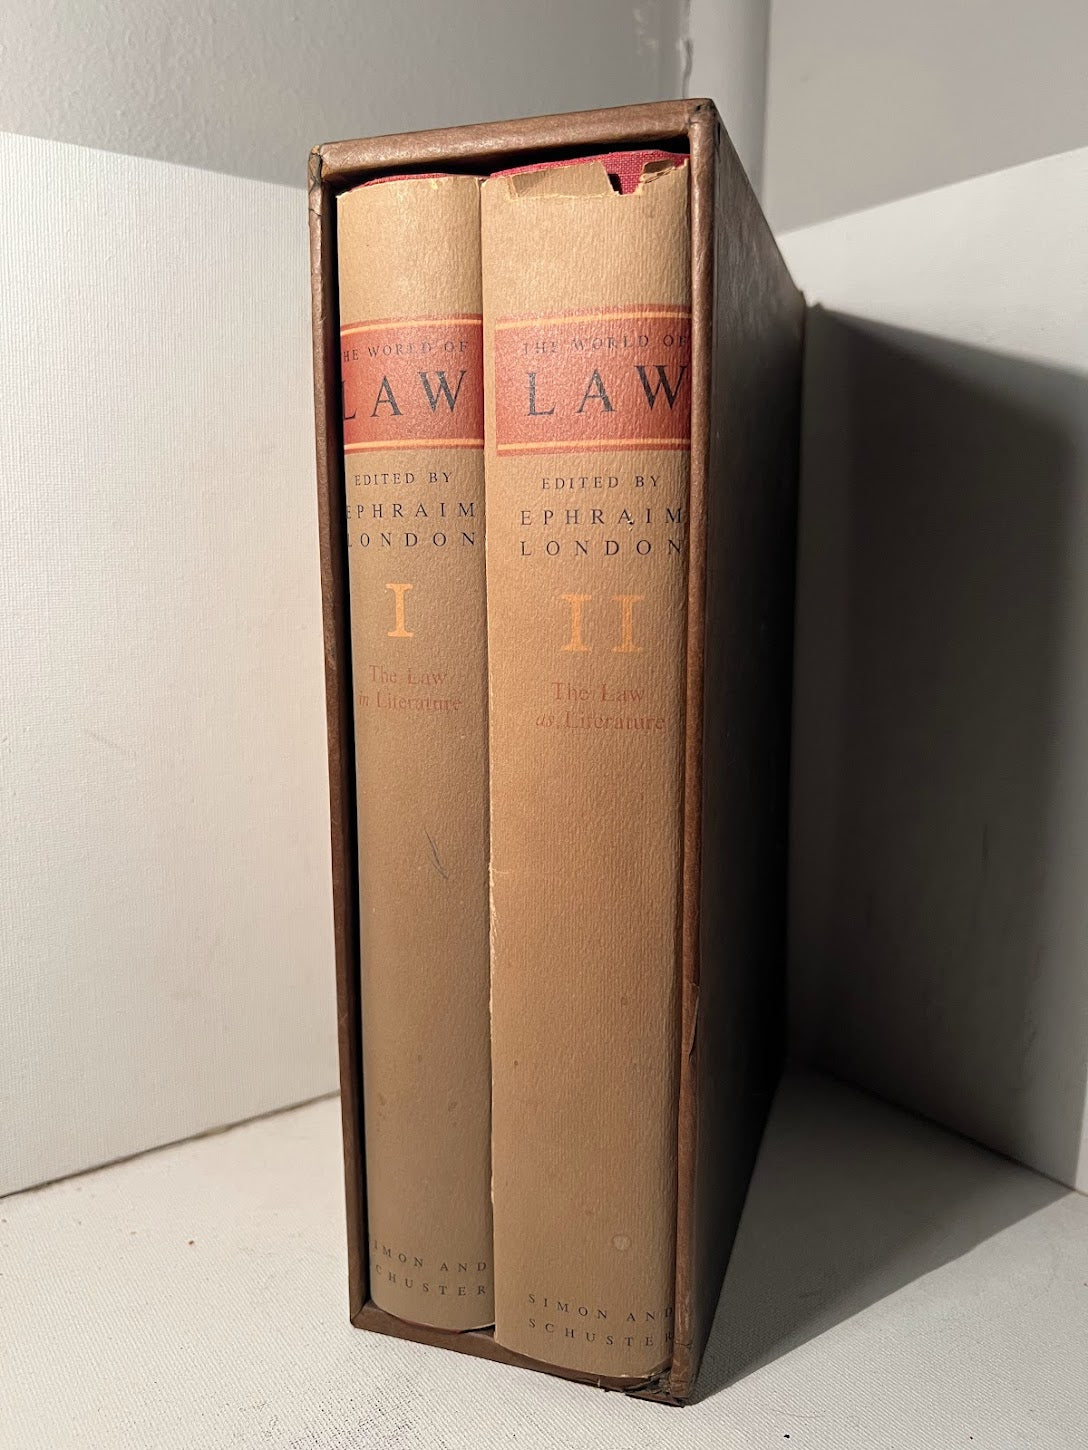 THE WORLD OF
LAW
EDITED BY
EPHRAIM
LONDON
I
The Law
in Literature
SIMON AND
SCHUSTER
THE WORLD OF
LAW
EDITED BY
EPHRAIM
LONDON
II
The Law
as Literature
SIMON AND
SCHUSTER